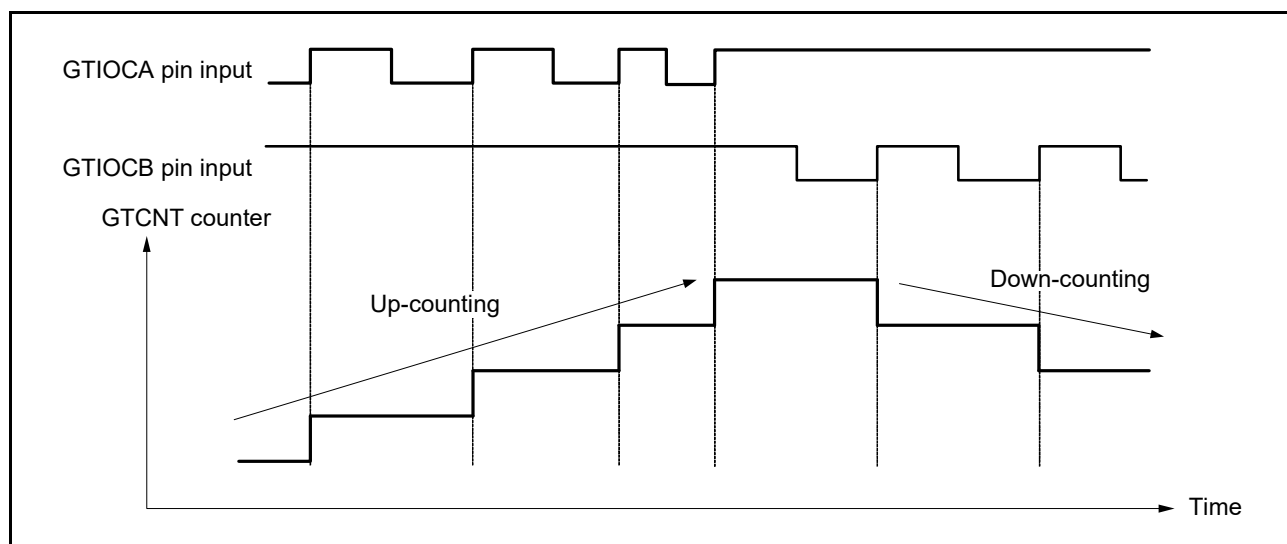 GTIOCA pin input
GTIOCB pin input
GTCNT counter
Up-counting
Down-counting
Time